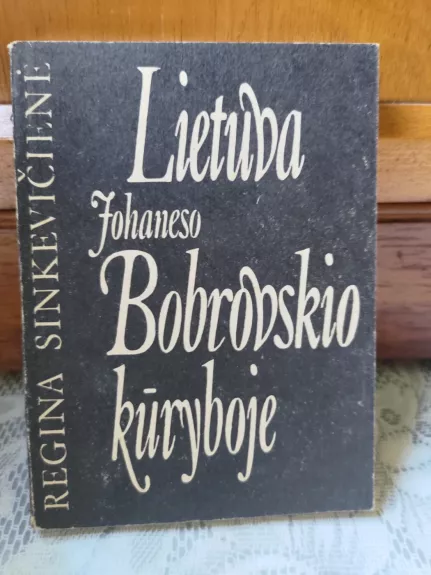 REGINA SINKEVIČIENĖ
Lietuva
Johaneso
Bobrovskio
kūryboje